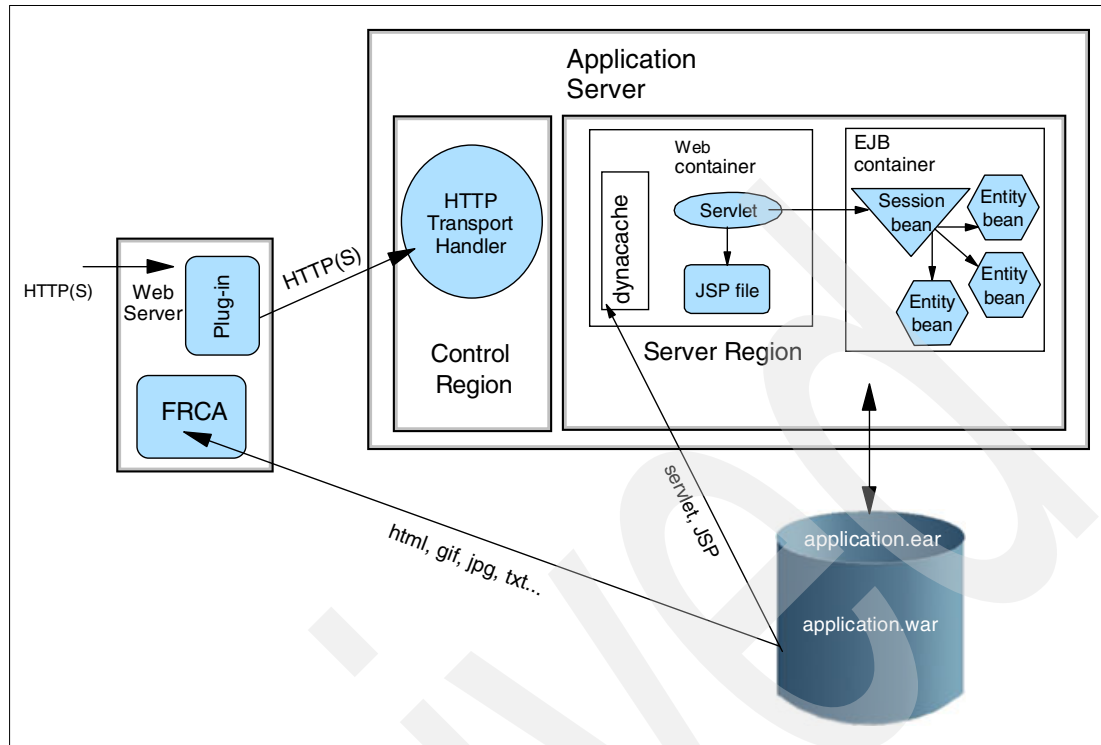 Application
Server
HTTP
Transport
Handler
Control
Region
Web
container
dynacache
Servlet
JSP file
EJB
container
Session
bean
Entity
bean
Entity
bean
Entity
bean
Server Region
HTTP(S)
Web
Server
Plug-in
HTTP(S)
FRCA
html, gif, jpg, txt...
servlet, JSP
application.ear
application.war